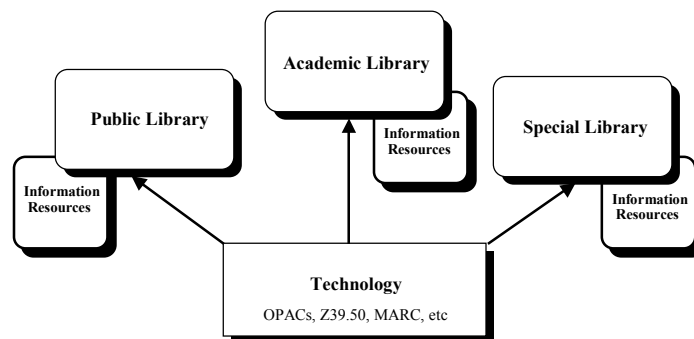 Academic Library
Public Library
Special Library
Information
Resources
Information
Resources
Information
Resources
Technology
OPACs, Z39.50, MARC, etc